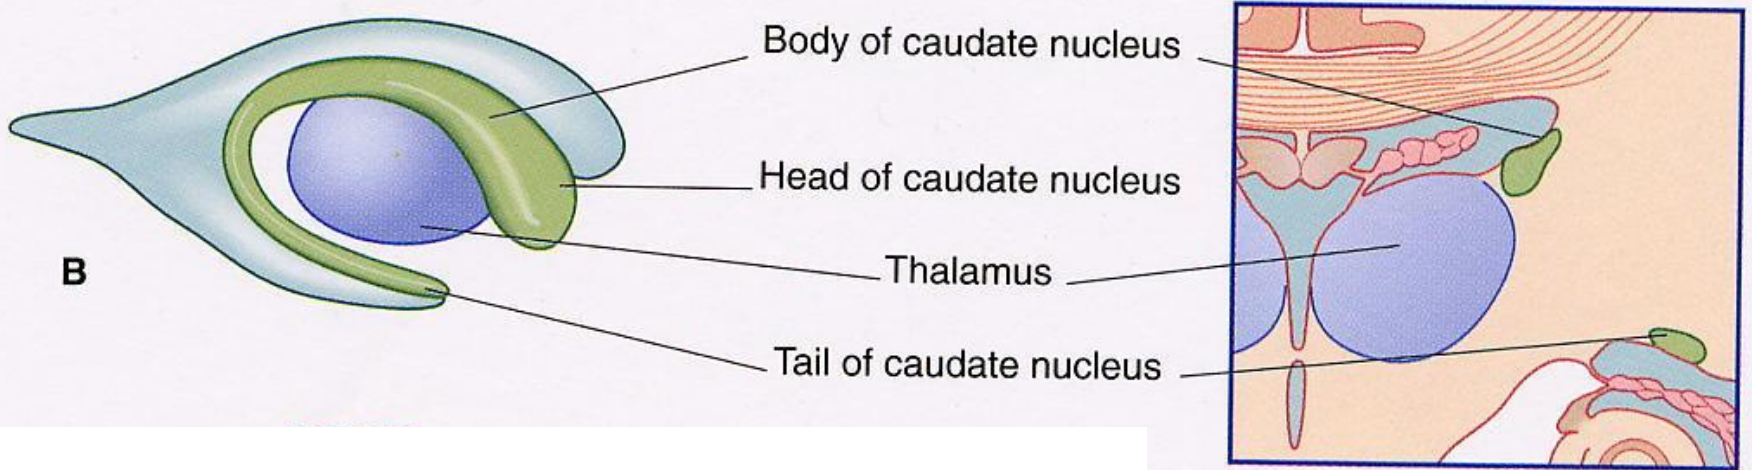 Body of caudate nucleus
Head of caudate nucleus
Thalamus
B
Tail of caudate nucleus